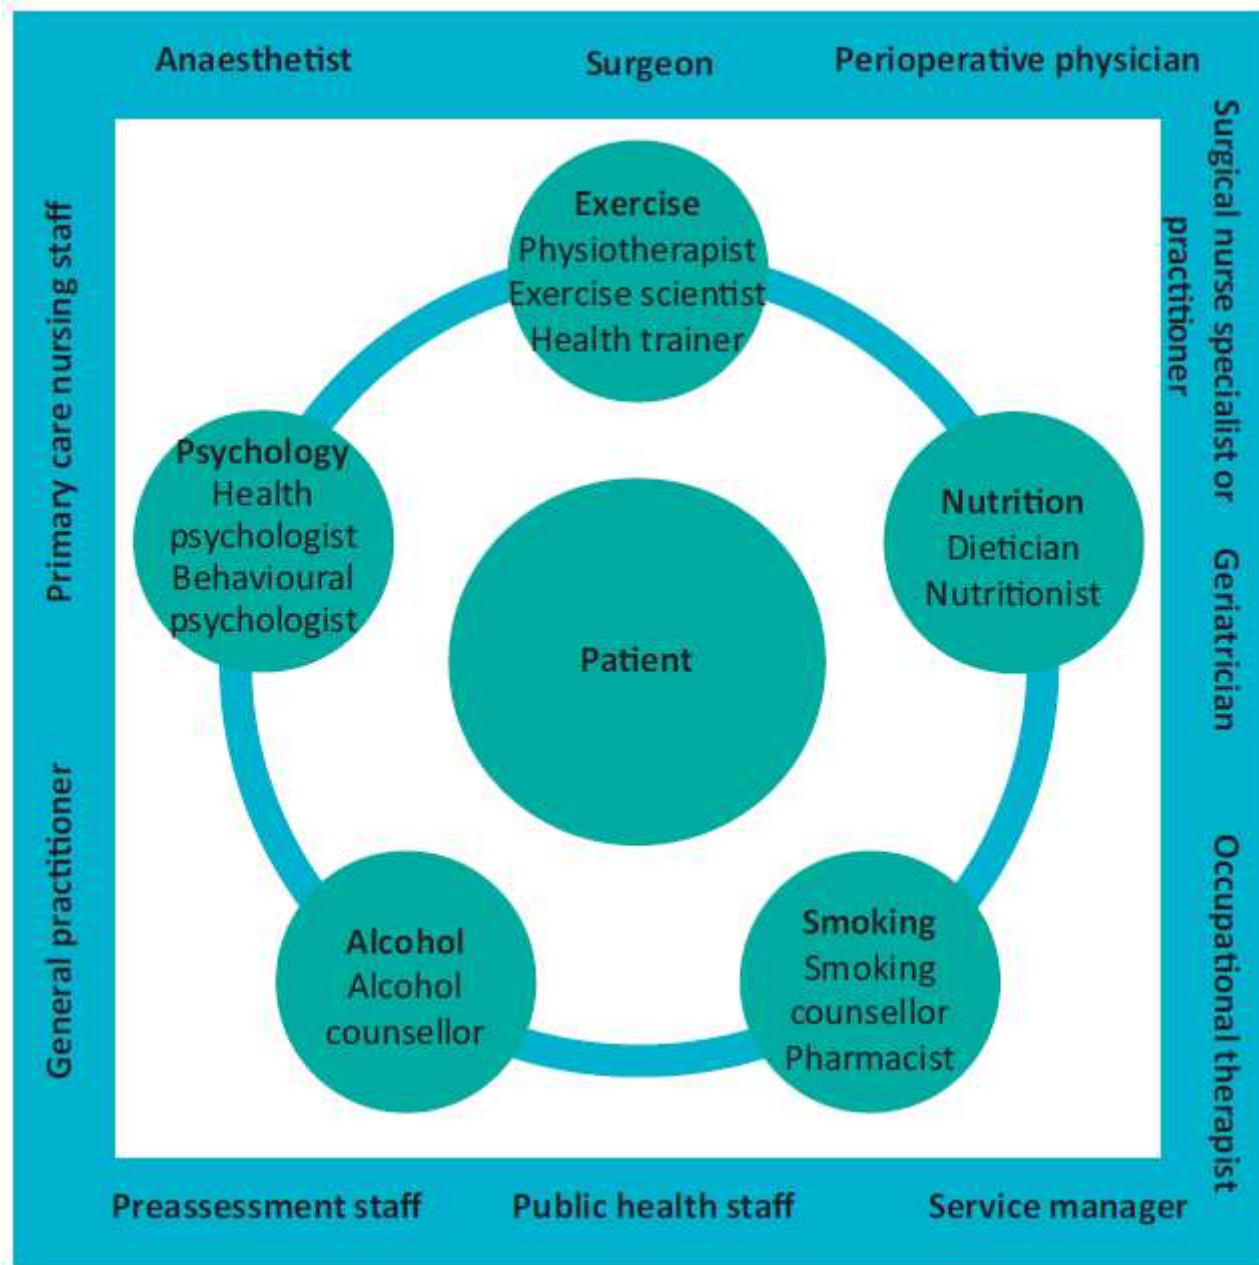 Anaesthetist
Surgeon
Perioperative physician
Primary care nursing staff
General practitioner
Exercise
Physiotherapist
Exercise scientist
Health trainer
Psychology
Health
psychologist
Behavioural
psychologist
Patient
Nutrition
Dietician
Nutritionist
Alcohol
Alcohol
counsellor
Smoking
Smoking
counsellor
Pharmacist
Surgical nurse specialist or
practitioner
Geriatrician
Occupational therapist
Preassessment staff
Public health staff
Service manager